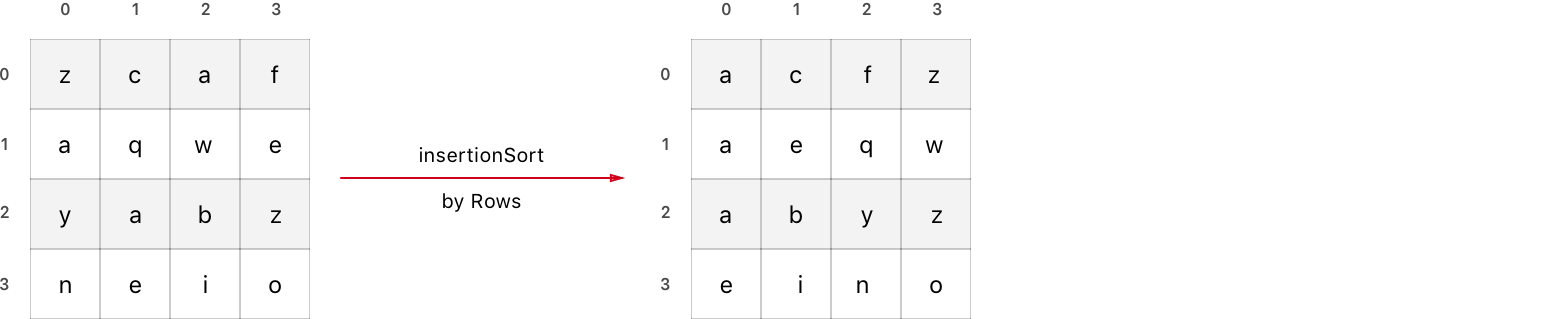 0 1 2 3
0 z c a f
1 a q w e
2 y a b z
3 n e i o
insertionSort
by Rows
0 1 2 3
0 a c f z
1 a e q w
2 a b y z
3 e i n o